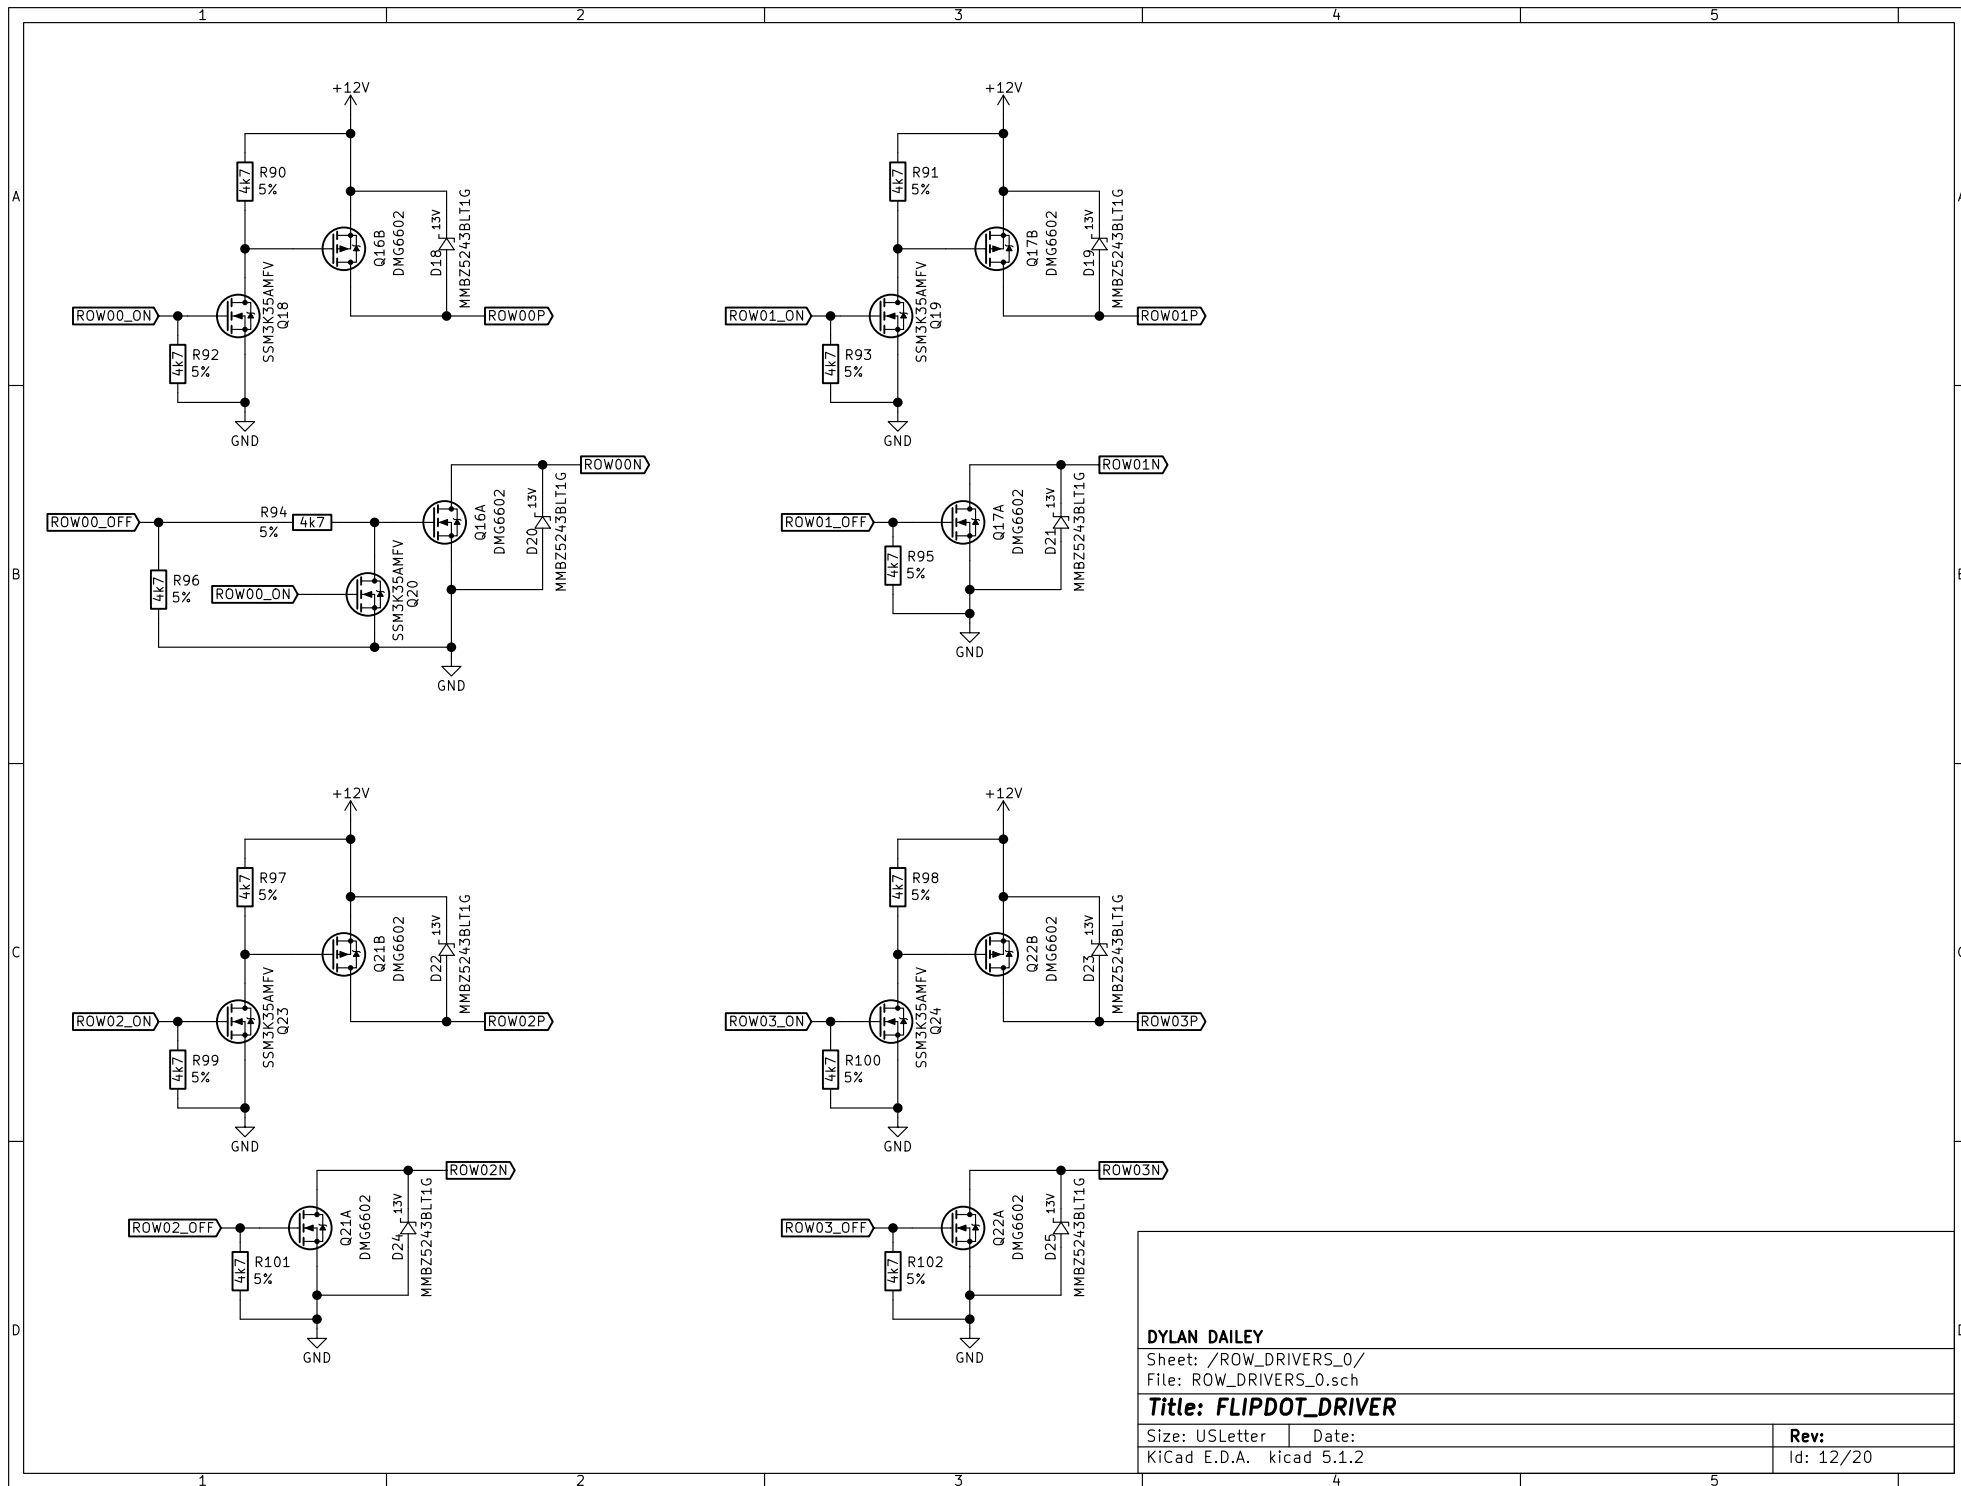 1 2 3 4 5
A
A
+12V
R90
5%
4k7
Q16B
DMG6602
D18
13V
MMBZ5243BLT1G
SSM3K35AMFV
Q18
ROW00_ON
ROW00P
4k7
R92
5%
GND
+12V
R91
5%
4k7
Q17B
DMG6602
D19
13V
MMBZ5243BLT1G
SSM3K35AMFV
Q19
ROW01_ON
ROW01P
4k7
R93
5%
GND
B
ROW00N
ROW00_OFF
R94
5%
4k7
Q16A
DMG6602
D20
13V
MMBZ5243BLT1G
4k7
R96
5%
ROW00_ON
SSM3K35AMFV
Q20
GND
ROW01N
ROW01_OFF
Q17A
DMG6602
D21
13V
MMBZ5243BLT1G
4k7
R95
5%
GND
C
+12V
R97
5%
4k7
Q21B
DMG6602
D22
13V
MMBZ5243BLT1G
SSM3K35AMFV
Q23
ROW02_ON
ROW02P
4k7
R99
5%
GND
+12V
R98
5%
4k7
Q22B
DMG6602
D23
13V
MMBZ5243BLT1G
SSM3K35AMFV
Q24
ROW03_ON
ROW03P
4k7
R100
5%
GND
D
ROW02N
ROW02_OFF
Q21A
DMG6602
D24
13V
MMBZ5243BLT1G
4k7
R101
5%
GND
ROW03N
ROW03_OFF
Q22A
DMG6602
D25
13V
MMBZ5243BLT1G
4k7
R102
5%
GND
DYLAN DAILEY
Sheet: /ROW_DRIVERS_0/
File: ROW_DRIVERS_0.sch
Title: FLIPDOT_DRIVER
Size: USLetter Date: Rev:
KiCad E.D.A. kicad 5.1.2 Id: 12/20
1 2 3 4 5